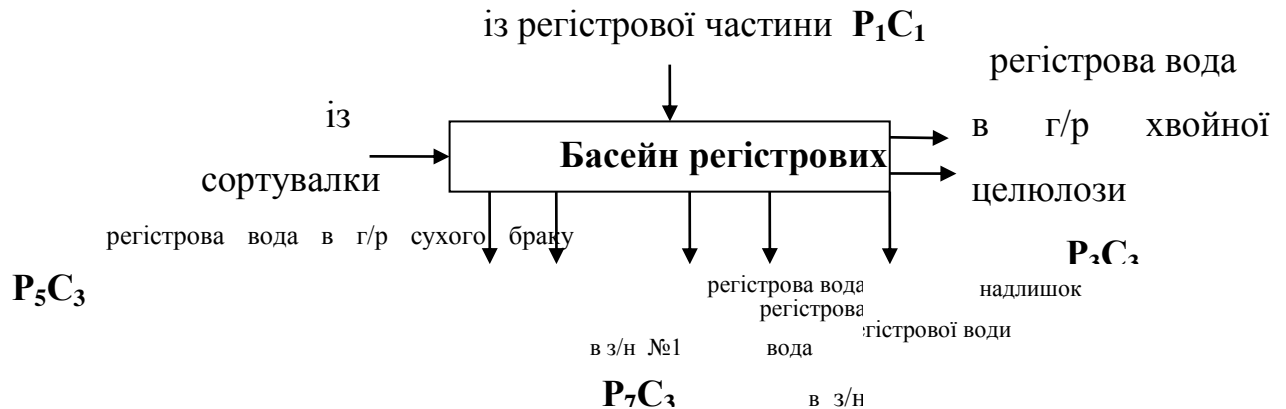 із регістрової частини P₁C₁
регістрова вода
в г/р хвойної
целюлози
P₃C₃
із
сортувалки
Басейн регістрових
регістрова вода в г/р сухого браку
P₅C₃
регістрова вода
в з/н №1
P₇C₃
регістрова
вода
в з/н
надлишок
гістрової води